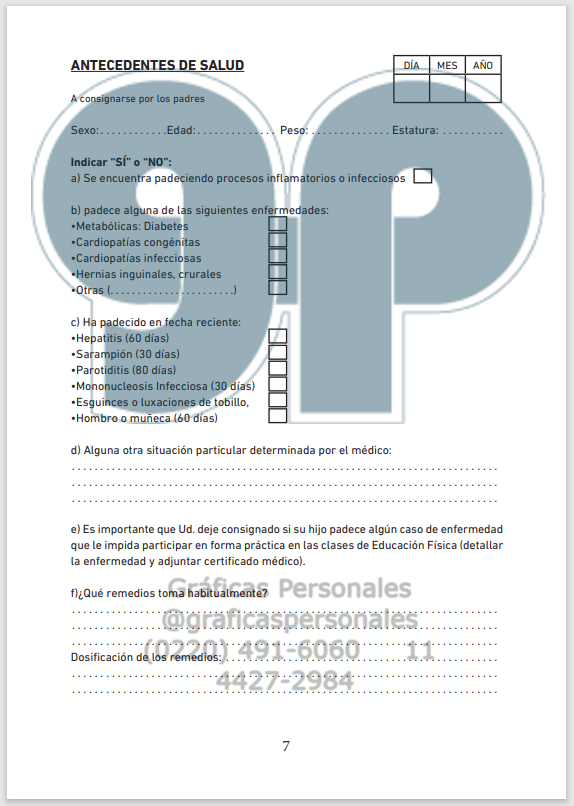 ANTECEDENTES DE SALUD
DÍA MES AÑO
A consignarse por los padres
Sexo:...........Edad:.............. Peso:..............Estatura:...........
Indicar “SÍ” o “NO”:
a) Se encuentra padeciendo procesos inflamatorios o infecciosos
b) padece alguna de las siguientes enfermedades:
•Metabólicas: Diabetes
•Cardiopatías congénitas
•Cardiopatías infecciosas
•Hernias inguinales, crurales
•Otras (......................)
c) Ha padecido en fecha reciente:
•Hepatitis (60 días)
•Sarampión (30 días)
•Parotiditis (80 días)
•Mononucleosis Infecciosa (30 días)
•Esguinces o luxaciones de tobillo,
•Hombro o muñeca (60 días)
d) Alguna otra situación particular determinada por el médico:
e) Es importante que Ud. deje consignado si su hijo padece algún caso de enfermedad
que le impida participar en forma práctica en las clases de Educación Física (detallar
la enfermedad y adjuntar certificado médico).
Gráficas Personales
f)¿Qué remedios toma habitualmente?
@graficaspersonales
(0220) 491-6060 11
Dosificación de los remedios:
4427-2984
7